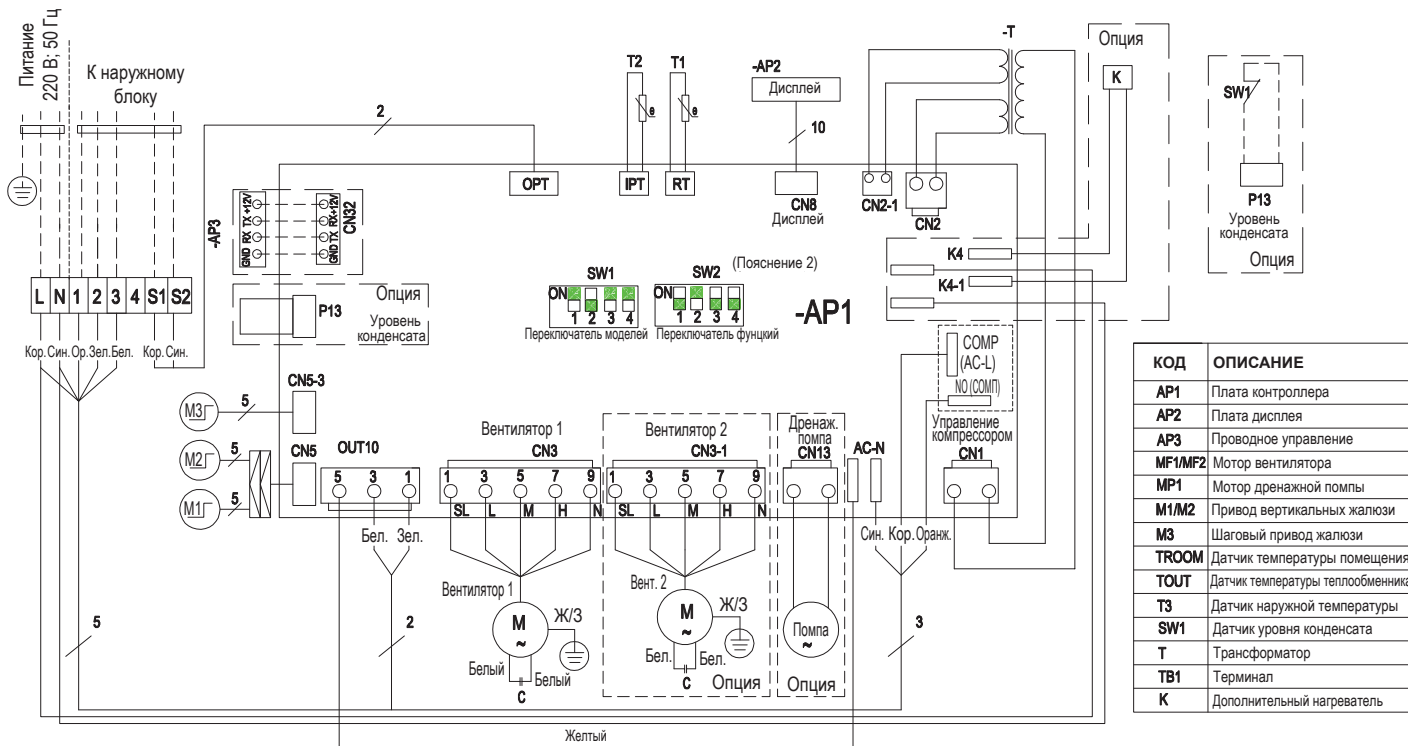 Питание
220 В; 50 Гц
К наружному
блоку
2
T2
T1
θ
θ
-AP2
Дисплей
10
-T
Опция
K
SW1
P13
Уровень
конденсата
Опция
OPT
IPT
RT
CN8
Дисплей
CN2-1
CN2
-AP3
GND RX TX +12V
GND TX RX +12V
CN32
K4
K4-1
L N 1 2 3 4 S1 S2
Опция
P13
Уровень
конденсата
SW1
ON
1 2 3 4
Переключатель моделей
SW2
ON
1 2 3 4
Переключатель функкий
(Пояснение 2)
-AP1
Кор. Син. Ор. Зел. Бел. Кор. Син.
COMP
(AC-L)
NO (СОМП)
Управление
компрессором
CN1
CN5-3
M3
5
M2
5
M1
5
CN5
OUT10
5 3 1
Бел. Зел.
Вентилятор 1
CN3
1 3 5 7 9
SL L M H N
Вентилятор 2
CN3-1
1 3 5 7 9
SL L M H N
Дренаж.
помпа
CN13
AC-N
Син. Кор. Оранж.
Вентилятор 1
M
~
Ж/З
Белый
Белый
C
Вент. 2
M
~
Ж/З
Бел.
Бел.
C
Опция
Помпа
~
Опция
5
2
3
Желтый
КОД ОПИСАНИЕ
AP1 Плата контроллера
AP2 Плата дисплея
AP3 Проводное управление
MF1/MF2 Мотор вентилятора
MP1 Мотор дренажной помпы
M1/M2 Привод вертикальных жалюзи
M3 Шаговый привод жалюзи
TROOM Датчик температуры помещения
TOUT Датчик температуры теплообменника
T3 Датчик наружной температуры
SW1 Датчик уровня конденсата
T Трансформатор
TB1 Терминал
K Дополнительный нагреватель